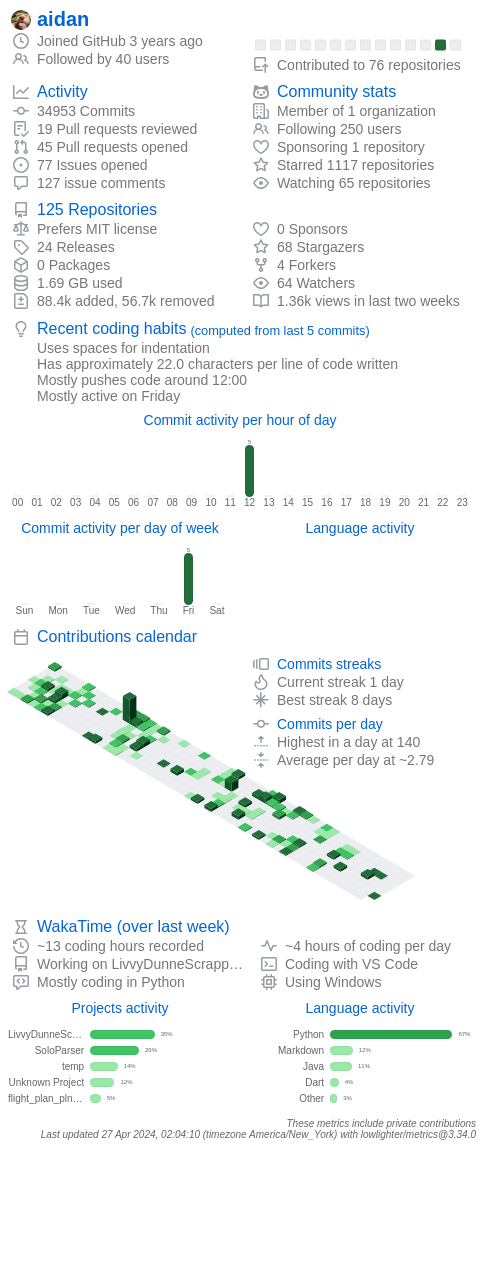 aidan
Joined GitHub 3 years ago
Followed by 40 users
Contributed to 76 repositories
Activity
34953 Commits
19 Pull requests reviewed
45 Pull requests opened
77 Issues opened
127 issue comments
Community stats
Member of 1 organization
Following 250 users
Sponsoring 1 repository
Starred 1117 repositories
Watching 65 repositories
125 Repositories
Prefers MIT license
24 Releases
0 Packages
1.69 GB used
88.4k added, 56.7k removed
0 Sponsors
68 Stargazers
4 Forkers
64 Watchers
1.36k views in last two weeks
Recent coding habits (computed from last 5 commits)
Uses spaces for indentation
Has approximately 22.0 characters per line of code written
Mostly pushes code around 12:00
Mostly active on Friday
Commit activity per hour of day
5
00 01 02 03 04 05 06 07 08 09 10 11 12 13 14 15 16 17 18 19 20 21 22 23
Commit activity per day of week
5
Sun Mon Tue Wed Thu Fri Sat
Language activity
Contributions calendar
Commits streaks
Current streak 1 day
Best streak 8 days
Commits per day
Highest in a day at 140
Average per day at ~2.79
WakaTime (over last week)
~13 coding hours recorded
Working on LivvyDunneScrapp…
Mostly coding in Python
~4 hours of coding per day
Coding with VS Code
Using Windows
Projects activity
LivvyDunneSc… 35%
SoloParser 26%
temp 14%
Unknown Project 12%
flight_plan_pln… 5%
Language activity
Python 67%
Markdown 12%
Java 11%
Dart 4%
Other 3%
These metrics include private contributions
Last updated 27 Apr 2024, 02:04:10 (timezone America/New_York) with lowlighter/metrics@3.34.0